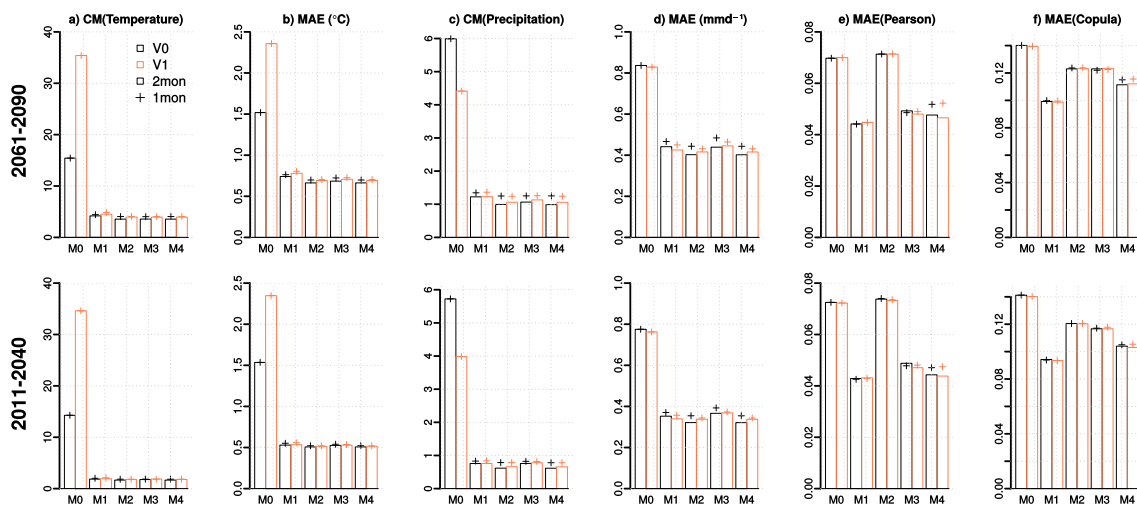 a) CM(Temperature)
b) MAE (°C)
c) CM(Precipitation)
d) MAE (mmd⁻¹)
e) MAE(Pearson)
f) MAE(Copula)
2061-2090
0 10 20 30 40
V0
V1
2mon
1mon
M0 M1 M2 M3 M4
0.0 0.5 1.0 1.5 2.0 2.5
M0 M1 M2 M3 M4
0 1 2 3 4 5 6
M0 M1 M2 M3 M4
0.0 0.2 0.4 0.6 0.8 1.0
M0 M1 M2 M3 M4
0.00 0.02 0.04 0.06 0.08
M0 M1 M2 M3 M4
0.00 0.04 0.08 0.12
M0 M1 M2 M3 M4
2011-2040
0 10 20 30 40
M0 M1 M2 M3 M4
0.0 0.5 1.0 1.5 2.0 2.5
M0 M1 M2 M3 M4
0 1 2 3 4 5 6
M0 M1 M2 M3 M4
0.0 0.2 0.4 0.6 0.8 1.0
M0 M1 M2 M3 M4
0.00 0.02 0.04 0.06 0.08
M0 M1 M2 M3 M4
0.00 0.04 0.08 0.12
M0 M1 M2 M3 M4